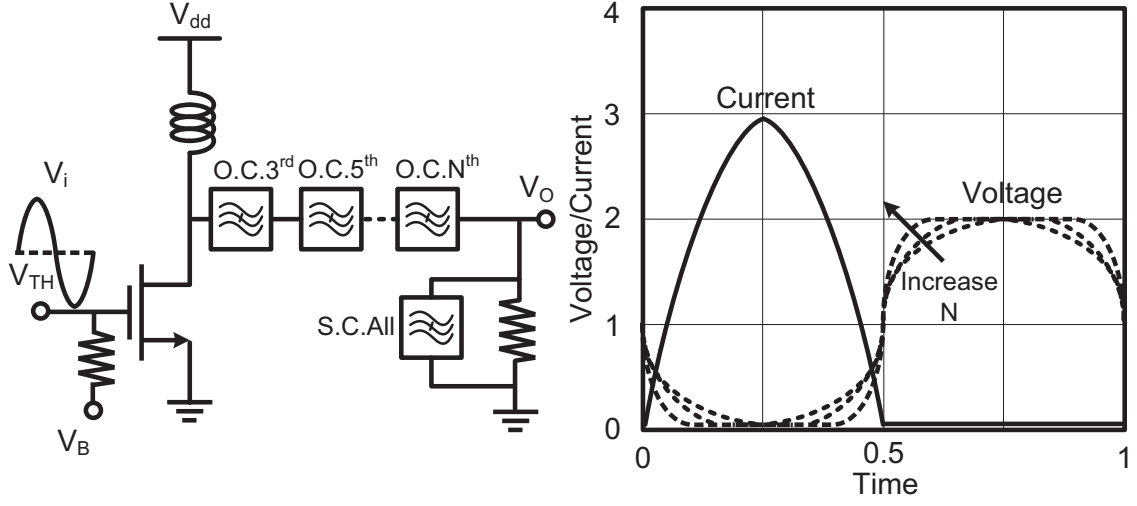 V_dd
V_i
V_TH
V_B
O.C.3^rd
O.C.5^th
O.C.N^th
V_O
S.C.All
Voltage/Current
4
3
2
1
0
Current
Voltage
Increase
N
0
0.5
1
Time